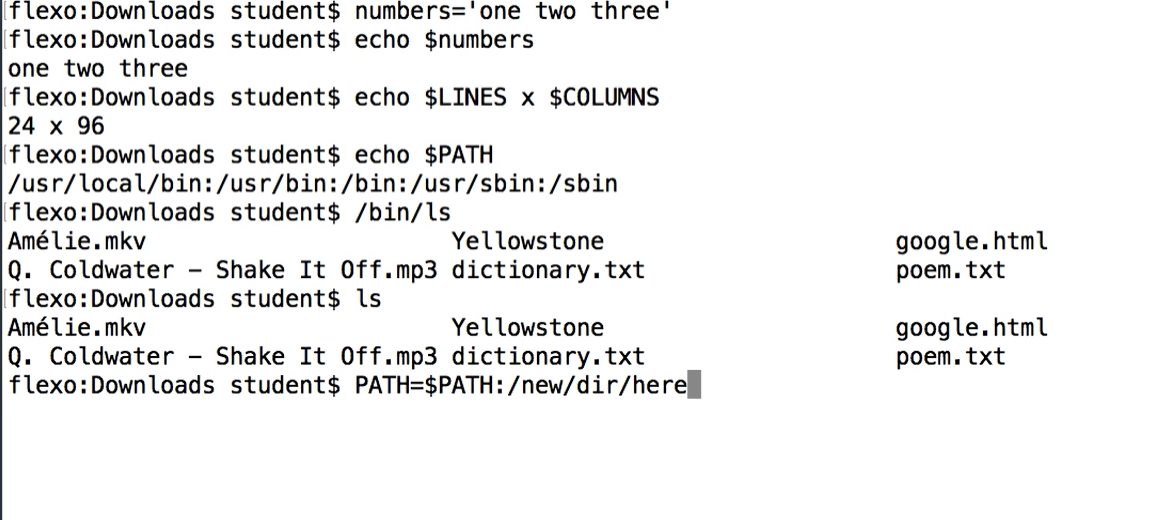 flexo:Downloads student$ numbers='one two three'
flexo:Downloads student$ echo $numbers
one two three
flexo:Downloads student$ echo $LINES x $COLUMNS
24 x 96
flexo:Downloads student$ echo $PATH
/usr/local/bin:/usr/bin:/bin:/usr/sbin:/sbin
flexo:Downloads student$ /bin/ls
Amélie.mkv Yellowstone google.html
Q. Coldwater - Shake It Off.mp3 dictionary.txt poem.txt
flexo:Downloads student$ ls
Amélie.mkv Yellowstone google.html
Q. Coldwater - Shake It Off.mp3 dictionary.txt poem.txt
flexo:Downloads student$ PATH=$PATH:/new/dir/here